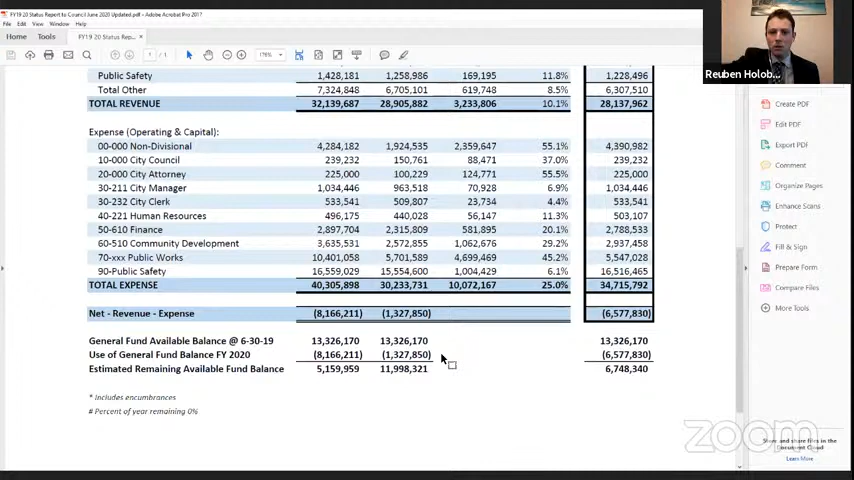 FY19 20 Status Report to Council June 2020 Updated.pdf - Adobe Acrobat Pro 2017
File Edit View Window Help
Home Tools FY19 20 Status Rep...
1 / 1
Public Safety 1,428,181 1,258,986 169,195 11.8% 1,228,496
Total Other 7,324,848 6,705,101 619,748 8.5% 6,307,510
TOTAL REVENUE 32,139,687 28,905,882 3,233,806 10.1% 28,137,962
Expense (Operating & Capital):
00-000 Non-Divisional 4,284,182 1,924,535 2,359,647 55.1% 4,390,982
10-000 City Council 239,232 150,761 88,471 37.0% 239,232
20-000 City Attorney 225,000 100,229 124,771 55.5% 225,000
30-211 City Manager 1,034,446 963,518 70,928 6.9% 1,034,446
30-232 City Clerk 533,541 509,807 23,734 4.4% 533,541
40-221 Human Resources 496,175 440,028 56,147 11.3% 503,107
50-610 Finance 2,897,704 2,315,809 581,895 20.1% 2,788,533
60-510 Community Development 3,635,531 2,572,855 1,062,676 29.2% 2,937,458
70-xxx Public Works 10,401,058 5,701,589 4,699,469 45.2% 5,547,028
90-Public Safety 16,559,029 15,554,600 1,004,429 6.1% 16,516,465
TOTAL EXPENSE 40,305,898 30,233,731 10,072,167 25.0% 34,715,792
Net - Revenue - Expense (8,166,211) (1,327,850) (6,577,830)
General Fund Available Balance @ 6-30-19 13,326,170 13,326,170 13,326,170
Use of General Fund Balance FY 2020 (8,166,211) (1,327,850) (6,577,830)
Estimated Remaining Available Fund Balance 5,159,959 11,998,321 6,748,340
* Includes encumbrances
# Percent of year remaining 0%
Reuben Holob...
Create PDF
Edit PDF
Export PDF
Comment
Organize Pages
Enhance Scans
Protect
Fill & Sign
Prepare Form
Compare Files
More Tools
Store and share files in the
Document Cloud
Learn More
zoom